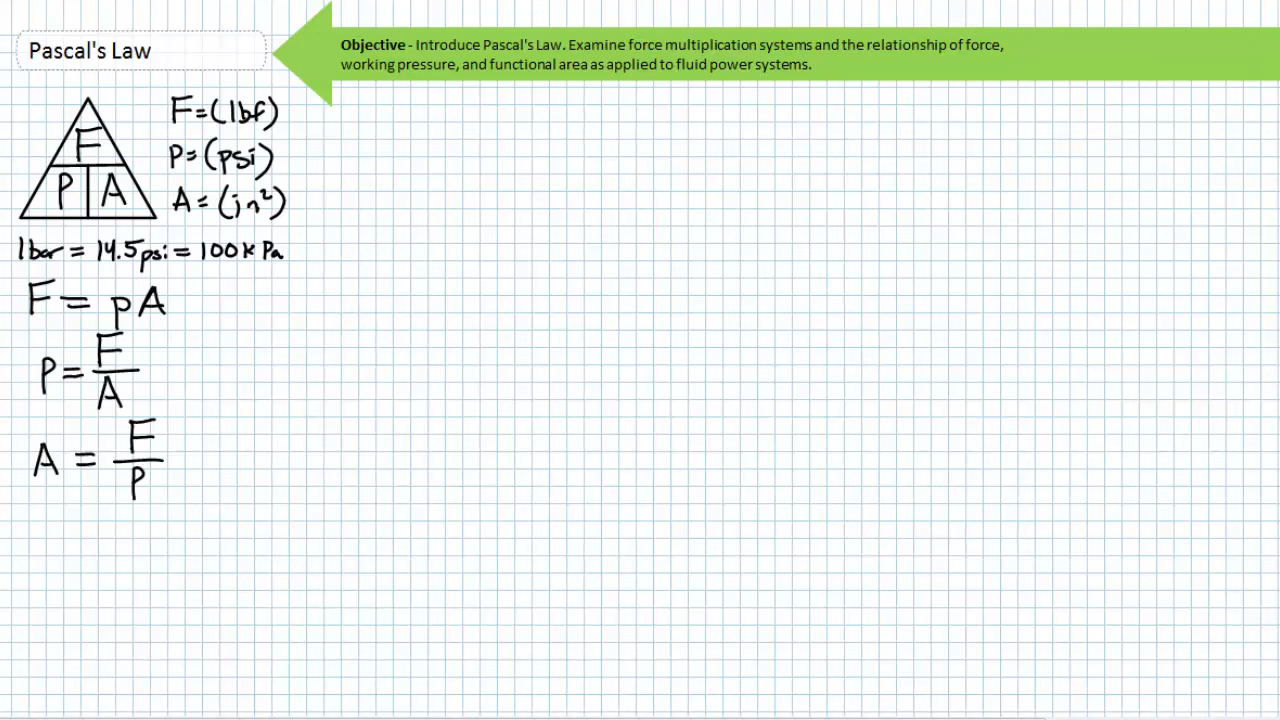 Pascal's Law
Objective - Introduce Pascal's Law. Examine force multiplication systems and the relationship of force,
working pressure, and functional area as applied to fluid power systems.
F
P A
F = (lbf)
P = (psi)
A = (in²)
1bar = 14.5psi = 100kPa
F = pA
P = F/A
A = F/P